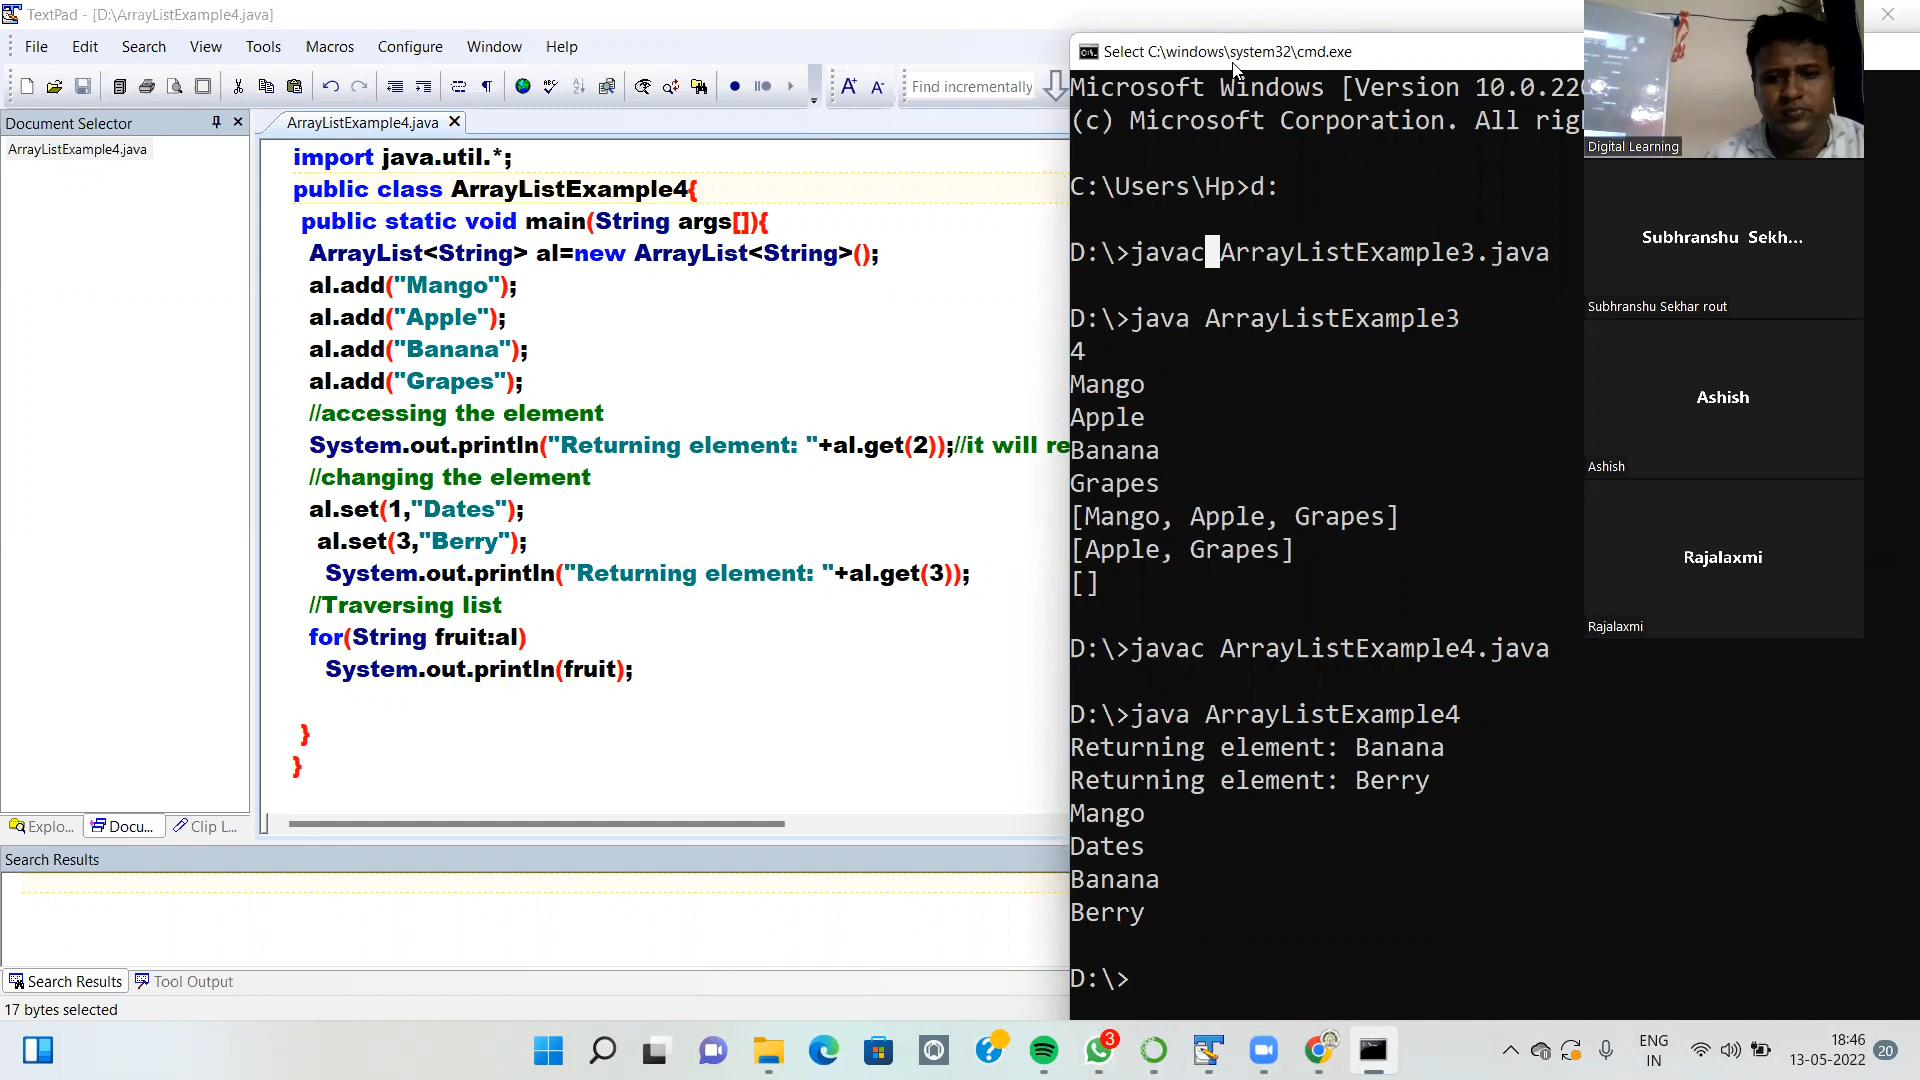 TextPad - [D:\ArrayListExample4.java]
File Edit Search View Tools Macros Configure Window Help
Find incrementally
Document Selector
ArrayListExample4.java
ArrayListExample4.java
import java.util.*;
public class ArrayListExample4{
public static void main(String args[]){
ArrayList<String> al=new ArrayList<String>();
al.add("Mango");
al.add("Apple");
al.add("Banana");
al.add("Grapes");
//accessing the element
System.out.println("Returning element: "+al.get(2));//it will re
//changing the element
al.set(1,"Dates");
al.set(3,"Berry");
System.out.println("Returning element: "+al.get(3));
//Traversing list
for(String fruit:al)
System.out.println(fruit);
}
}
Explo... Docu... Clip L...
Search Results
Search Results Tool Output
17 bytes selected
Select C:\windows\system32\cmd.exe
Microsoft Windows [Version 10.0.220
(c) Microsoft Corporation. All rig
C:\Users\Hp>d:
D:\>javac ArrayListExample3.java
D:\>java ArrayListExample3
4
Mango
Apple
Banana
Grapes
[Mango, Apple, Grapes]
[Apple, Grapes]
[]
D:\>javac ArrayListExample4.java
D:\>java ArrayListExample4
Returning element: Banana
Returning element: Berry
Mango
Dates
Banana
Berry
D:\>
Digital Learning
Subhranshu Sekh...
Subhranshu Sekhar rout
Ashish
Ashish
Rajalaxmi
Rajalaxmi
3
ENG
IN
18:46
13-05-2022
20